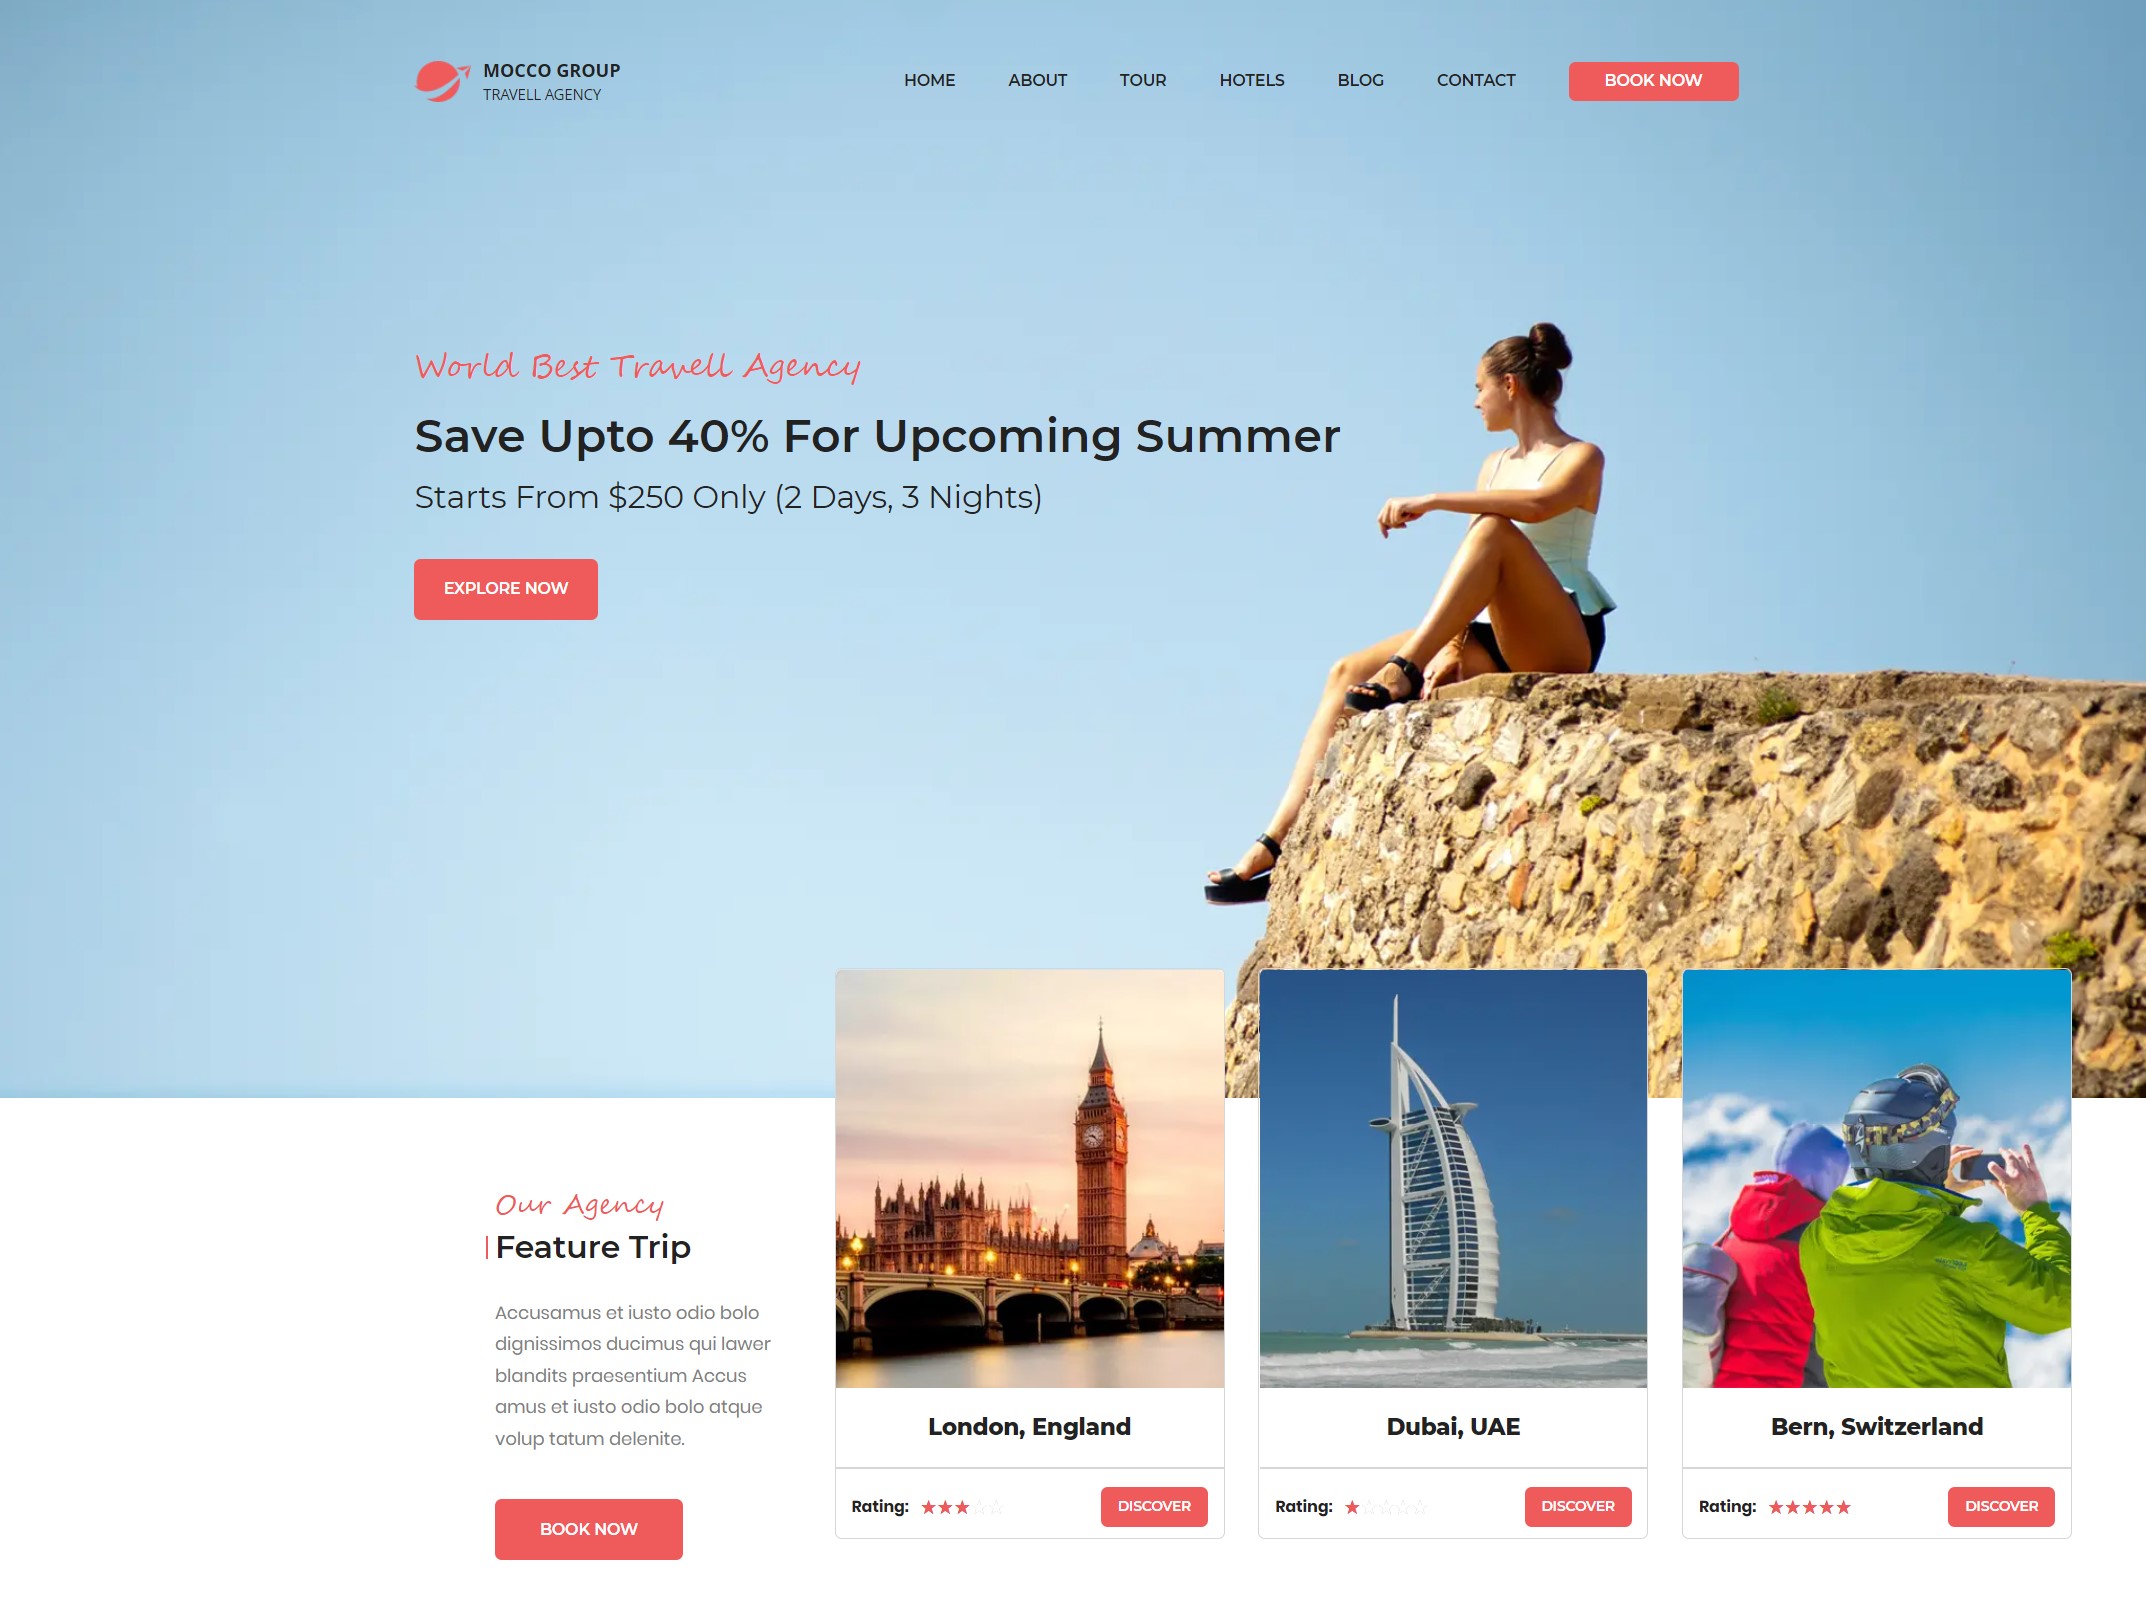 MOCCO GROUP
TRAVELL AGENCY
HOME ABOUT TOUR HOTELS BLOG CONTACT BOOK NOW
World Best Travell Agency
Save Upto 40% For Upcoming Summer
Starts From $250 Only (2 Days, 3 Nights)
EXPLORE NOW
Our Agency
Feature Trip
Accusamus et iusto odio bolo
dignissimos ducimus qui lawer
blandits praesentium Accus
amus et iusto odio bolo atque
volup tatum delenite.
BOOK NOW
London, England
Rating: ★★★☆☆ DISCOVER
Dubai, UAE
Rating: ★☆☆☆☆ DISCOVER
Bern, Switzerland
Rating: ★★★★★ DISCOVER